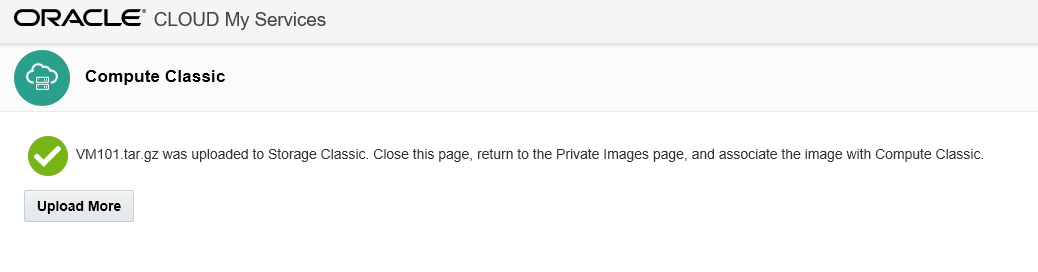 ORACLE® CLOUD My Services
Compute Classic
VM101.tar.gz was uploaded to Storage Classic. Close this page, return to the Private Images page, and associate the image with Compute Classic.
Upload More